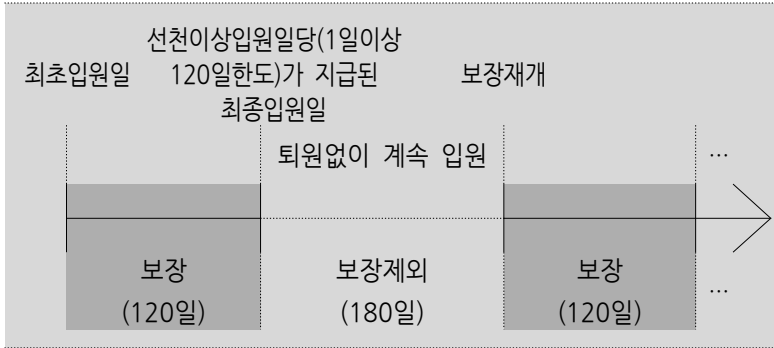 선천이상입원일당(1일이상
최초입원일 120일한도)가 지급된 보장재개
최종입원일
퇴원없이 계속 입원 …
보장 보장제외 보장 …
(120일) (180일) (120일)